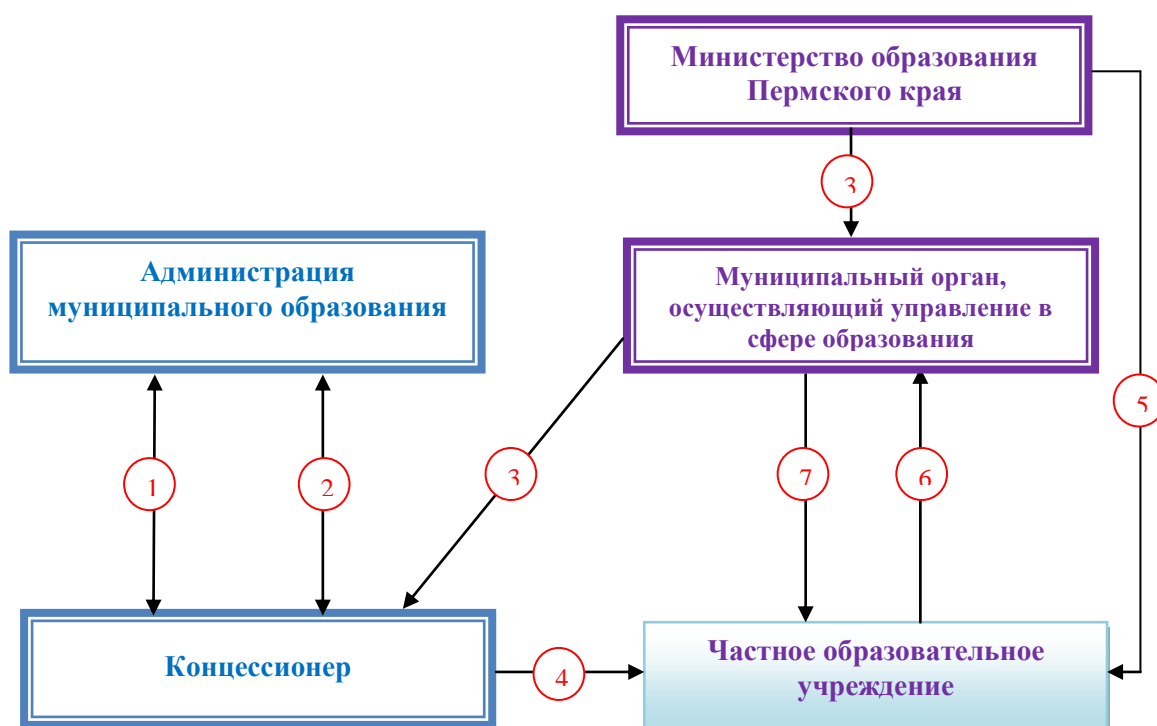 Министерство образования
Пермского края
3
Администрация
муниципального образования
Муниципальный орган,
осуществляющий управление в
сфере образования
5
1
2
3
7
6
Концессионер
4
Частное образовательное
учреждение